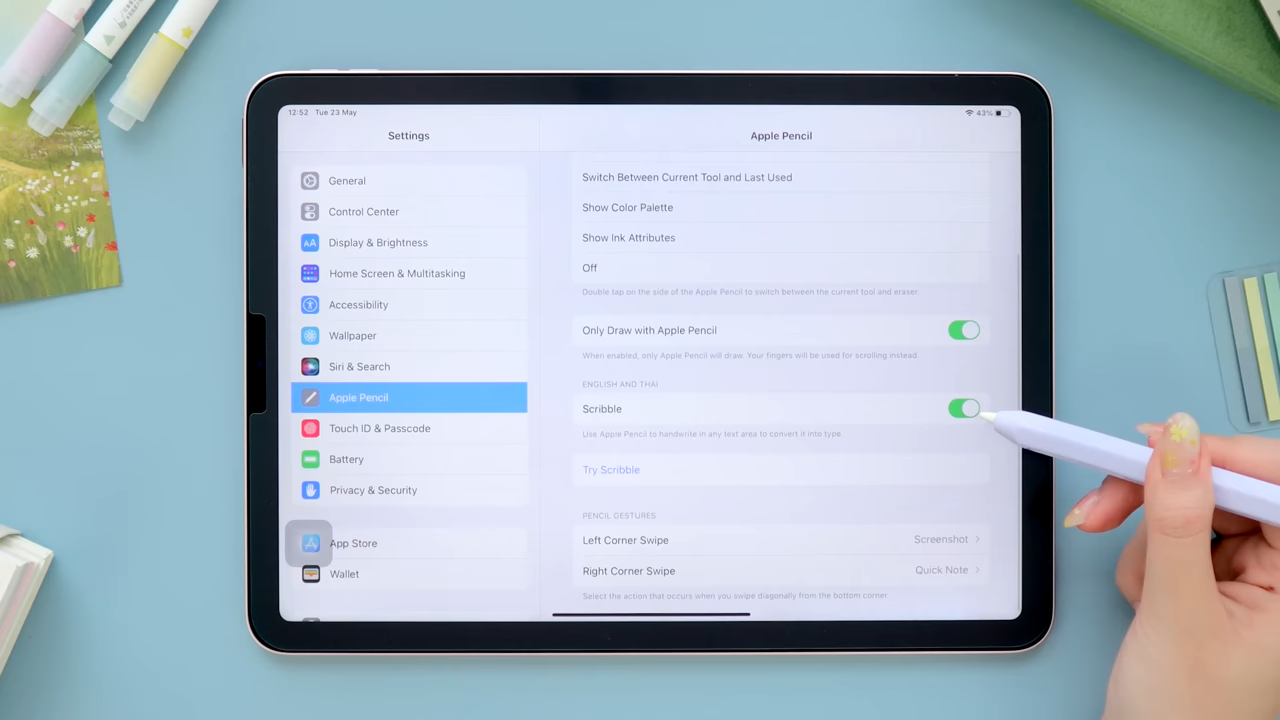 12:52 Tue 23 May
43%
Settings
Apple Pencil
General
Control Center
Display & Brightness
Home Screen & Multitasking
Accessibility
Wallpaper
Siri & Search
Apple Pencil
Touch ID & Passcode
Battery
Privacy & Security
App Store
Wallet
Switch Between Current Tool and Last Used
Show Color Palette
Show Ink Attributes
Off
Double tap on the side of the Apple Pencil to switch between the current tool and eraser.
Only Draw with Apple Pencil
When enabled, only Apple Pencil will draw. Your fingers will be used for scrolling instead.
ENGLISH AND THAI
Scribble
Use Apple Pencil to handwrite in any text area to convert it into type.
Try Scribble
PENCIL GESTURES
Left Corner Swipe Screenshot
Right Corner Swipe Quick Note
Select the action that occurs when you swipe diagonally from the bottom corner.